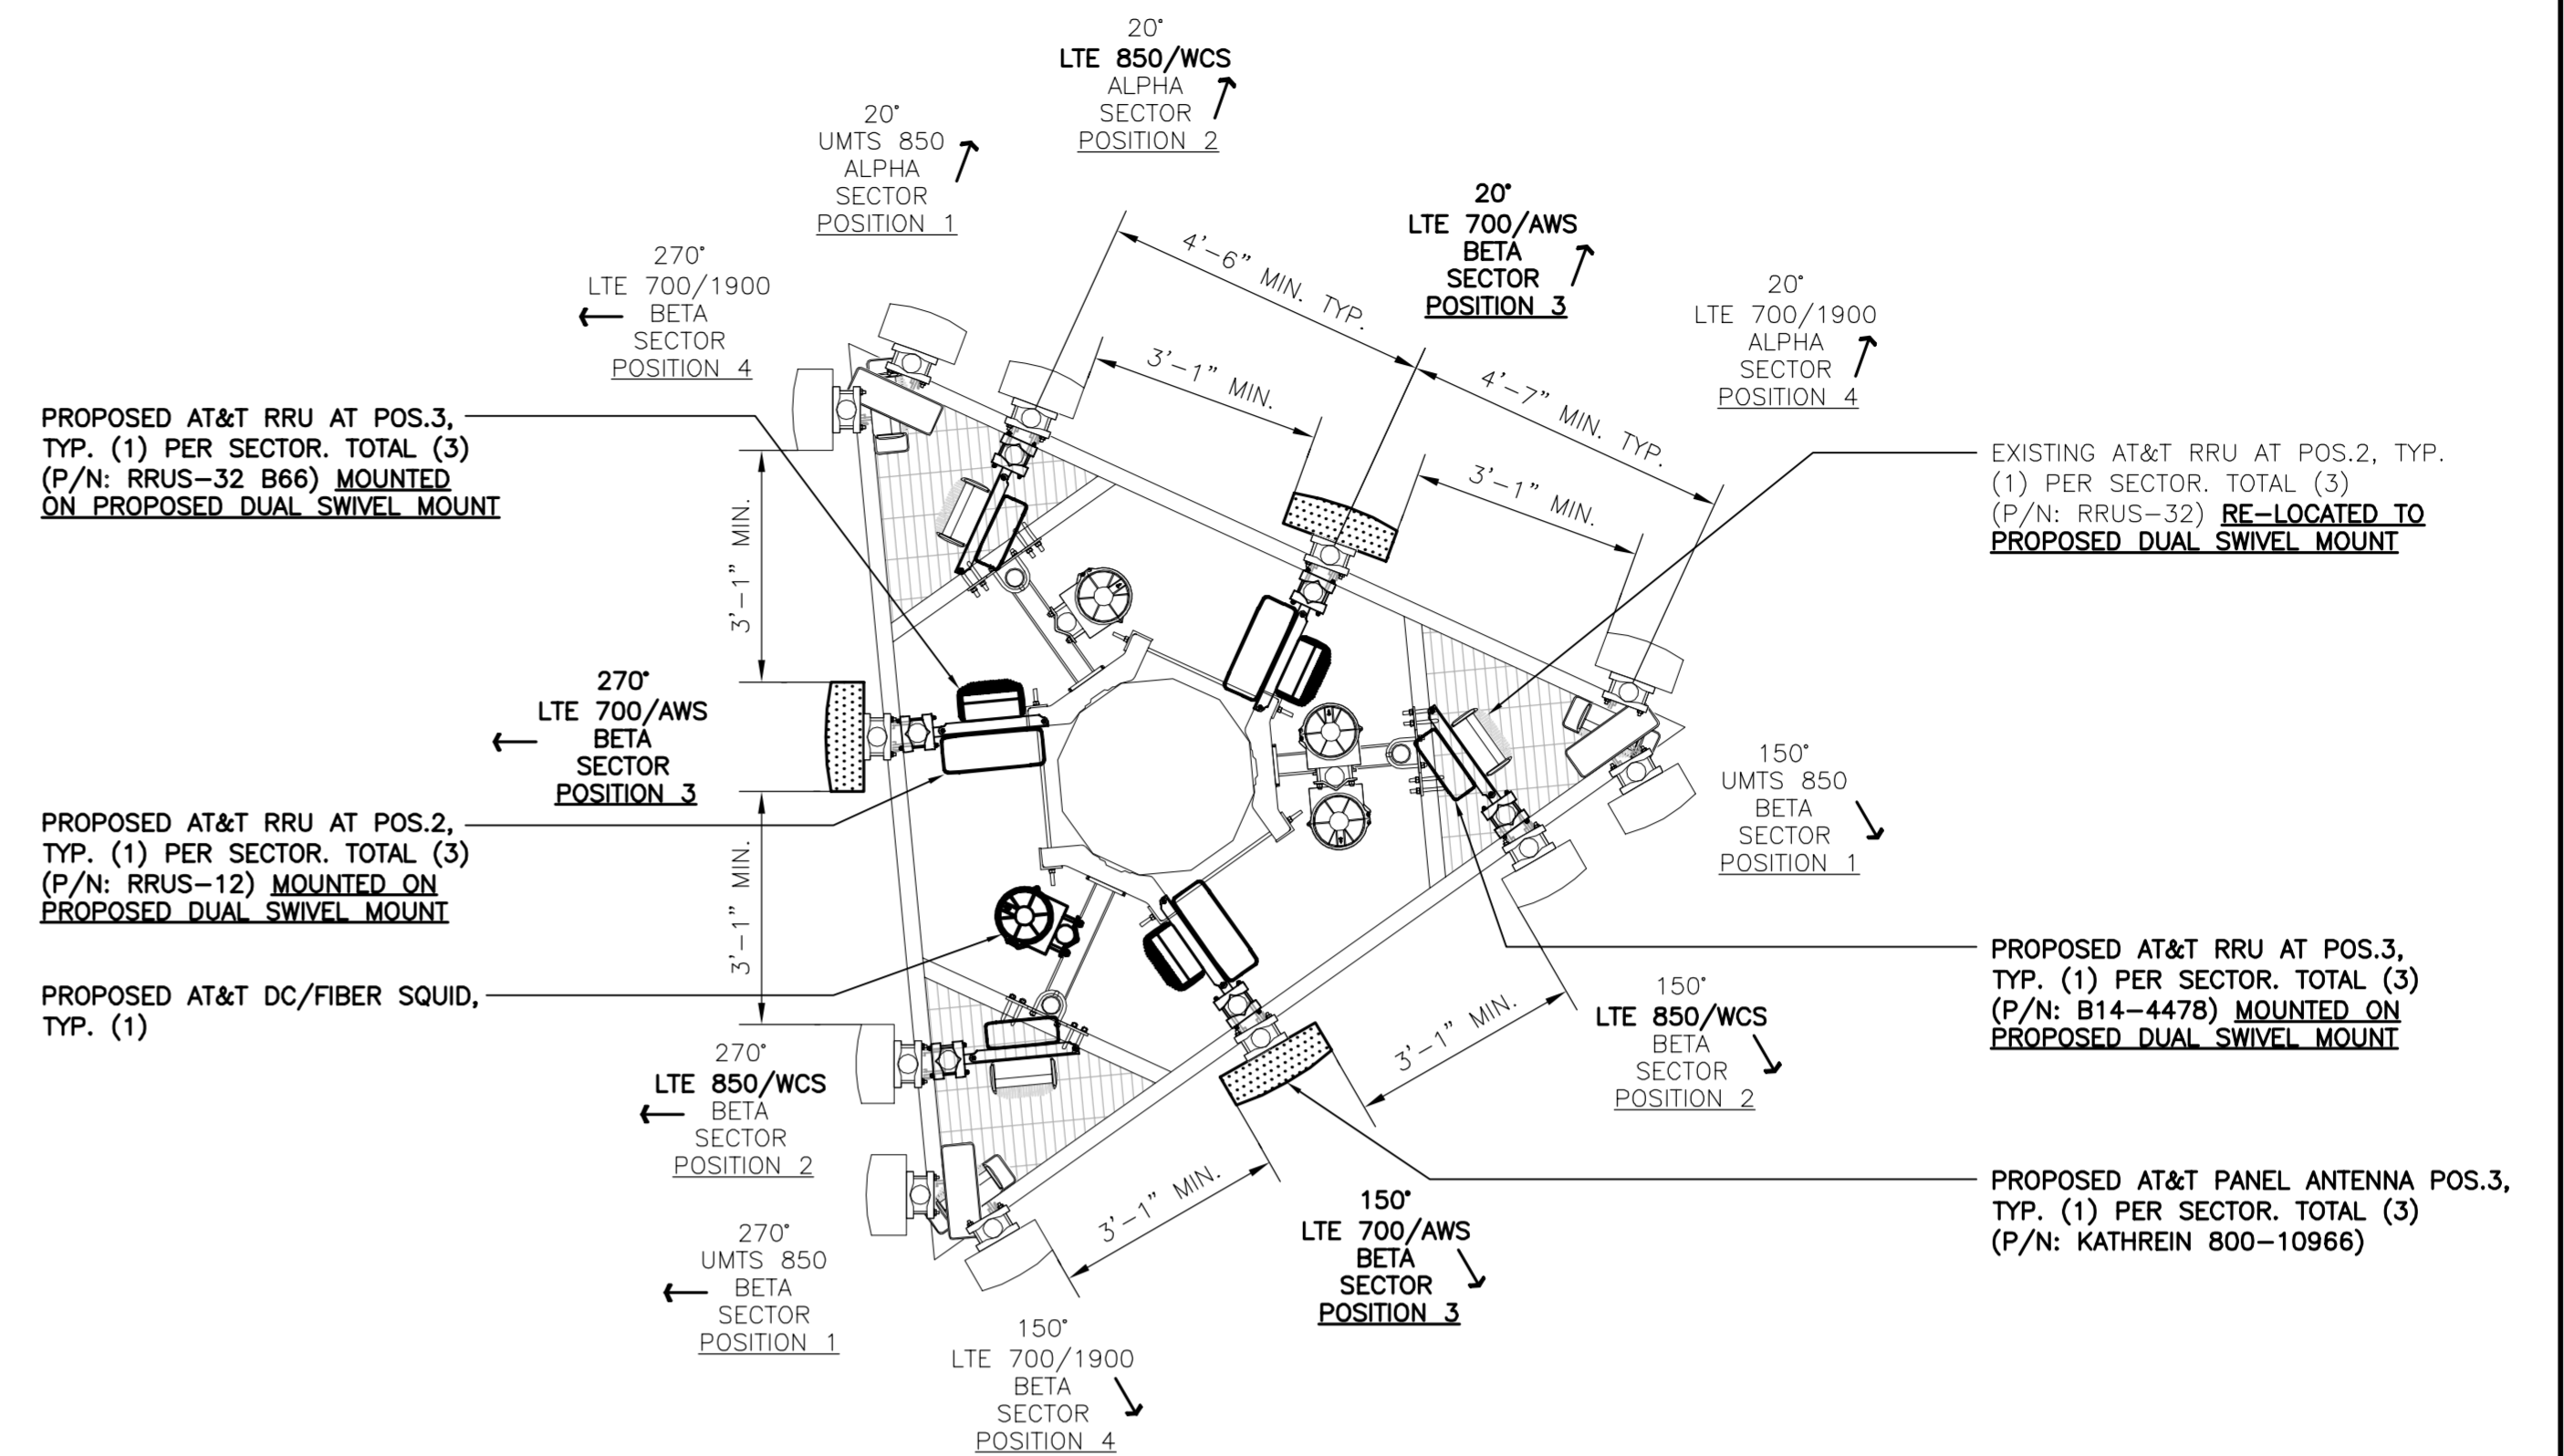 20°
LTE 850/WCS
ALPHA
SECTOR
POSITION 2
20°
UMTS 850
ALPHA
SECTOR
POSITION 1
20°
LTE 700/AWS
BETA
SECTOR
POSITION 3
270°
LTE 700/1900
BETA
SECTOR
POSITION 4
20°
LTE 700/1900
ALPHA
SECTOR
POSITION 4
4'-6" MIN. TYP.
3'-1" MIN.
4'-7" MIN. TYP.
3'-1" MIN.
PROPOSED AT&T RRU AT POS.3,
TYP. (1) PER SECTOR. TOTAL (3)
(P/N: RRUS-32 B66) MOUNTED
ON PROPOSED DUAL SWIVEL MOUNT
EXISTING AT&T RRU AT POS.2, TYP.
(1) PER SECTOR. TOTAL (3)
(P/N: RRUS-32) RE-LOCATED TO
PROPOSED DUAL SWIVEL MOUNT
3'-1" MIN.
270°
LTE 700/AWS
BETA
SECTOR
POSITION 3
150°
UMTS 850
BETA
SECTOR
POSITION 1
PROPOSED AT&T RRU AT POS.2,
TYP. (1) PER SECTOR. TOTAL (3)
(P/N: RRUS-12) MOUNTED ON
PROPOSED DUAL SWIVEL MOUNT
3'-1" MIN.
PROPOSED AT&T DC/FIBER SQUID,
TYP. (1)
PROPOSED AT&T RRU AT POS.3,
TYP. (1) PER SECTOR. TOTAL (3)
(P/N: B14-4478) MOUNTED ON
PROPOSED DUAL SWIVEL MOUNT
150°
LTE 850/WCS
BETA
SECTOR
POSITION 2
3'-1" MIN.
270°
LTE 850/WCS
BETA
SECTOR
POSITION 2
3'-1" MIN.
PROPOSED AT&T PANEL ANTENNA POS.3,
TYP. (1) PER SECTOR. TOTAL (3)
(P/N: KATHREIN 800-10966)
150°
LTE 700/AWS
BETA
SECTOR
POSITION 3
270°
UMTS 850
BETA
SECTOR
POSITION 1
150°
LTE 700/1900
BETA
SECTOR
POSITION 4